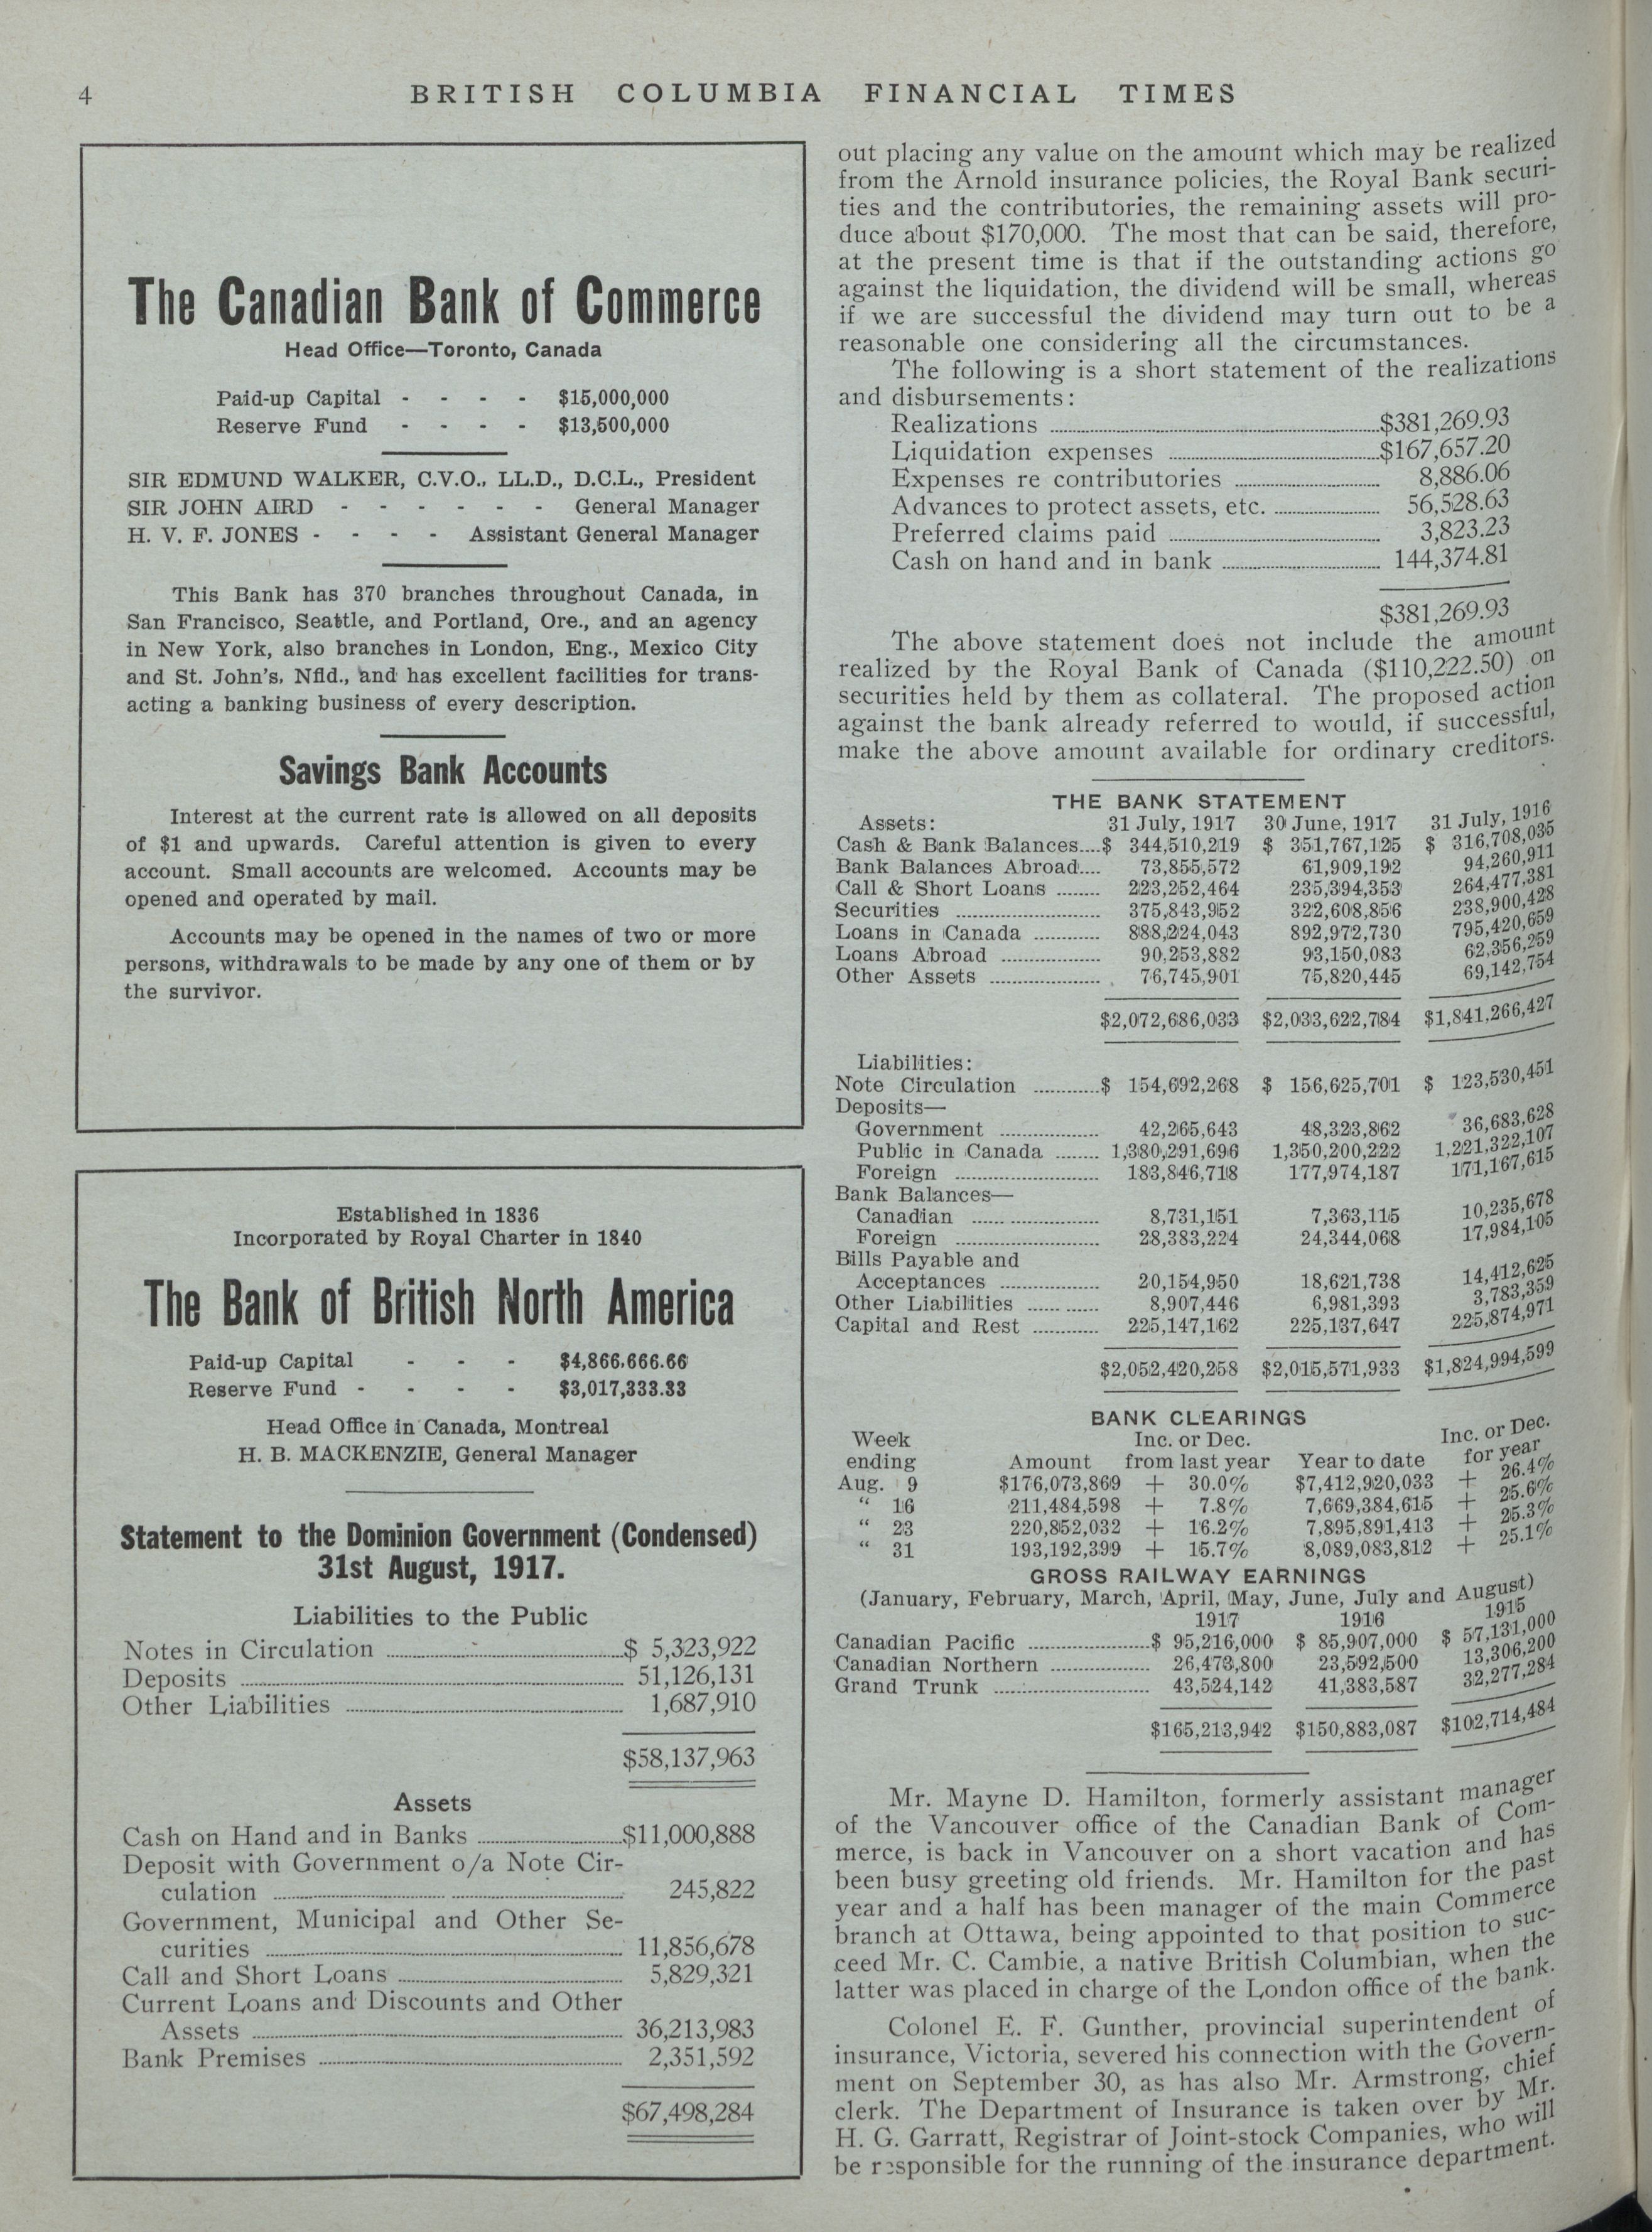 4
BRITISH COLUMBIA FINANCIAL TIMES
The Canadian Bank of Commerce
Head Office—Toronto, Canada
Paid-up Capital - - - - $15,000,000
Reserve Fund - - - - $13,500,000
SIR EDMUND WALKER, C.V.O., LL.D., D.C.L., President
SIR JOHN AIRD - - - - - - General Manager
H. V. F. JONES - - - - Assistant General Manager
This Bank has 370 branches throughout Canada, in
San Francisco, Seattle, and Portland, Ore., and an agency
in New York, also branches in London, Eng., Mexico City
and St. John's, Nfld., and has excellent facilities for trans-
acting a banking business of every description.
Savings Bank Accounts
Interest at the current rate is allowed on all deposits
of $1 and upwards. Careful attention is given to every
account. Small accounts are welcomed. Accounts may be
opened and operated by mail.
Accounts may be opened in the names of two or more
persons, withdrawals to be made by any one of them or by
the survivor.
Established in 1836
Incorporated by Royal Charter in 1840
The Bank of British North America
Paid-up Capital - - - $4,866.666.66
Reserve Fund - - - - $3,017,333.33
Head Office in Canada, Montreal
H. B. MACKENZIE, General Manager
Statement to the Dominion Government (Condensed)
31st August, 1917.
Liabilities to the Public
Notes in Circulation ........ $ 5,323,922
Deposits ........ 51,126,131
Other Liabilities ........ 1,687,910
$58,137,963
Assets
Cash on Hand and in Banks ........ $11,000,888
Deposit with Government o/a Note Cir-
culation ........ 245,822
Government, Municipal and Other Se-
curities ........ 11,856,678
Call and Short Loans ........ 5,829,321
Current Loans and Discounts and Other
Assets ........ 36,213,983
Bank Premises ........ 2,351,592
$67,498,284
out placing any value on the amount which may be realized
from the Arnold insurance policies, the Royal Bank securi-
ties and the contributories, the remaining assets will pro-
duce about $170,000. The most that can be said, therefore,
at the present time is that if the outstanding actions go
against the liquidation, the dividend will be small, whereas
if we are successful the dividend may turn out to be a
reasonable one considering all the circumstances.
The following is a short statement of the realizations
and disbursements:
Realizations ........ $381,269.93
Liquidation expenses ........ $167,657.20
Expenses re contributories ........ 8,886.06
Advances to protect assets, etc. ........ 56,528.63
Preferred claims paid ........ 3,823.23
Cash on hand and in bank ........ 144,374.81
$381,269.93
The above statement does not include the amount
realized by the Royal Bank of Canada ($110,222.50) on
securities held by them as collateral. The proposed action
against the bank already referred to would, if successful,
make the above amount available for ordinary creditors.
THE BANK STATEMENT
Assets: 31 July, 1917 30 June, 1917 31 July, 1916
Cash & Bank Balances....$ 344,510,219 $ 351,767,125 $ 316,708,035
Bank Balances Abroad.... 73,855,572 61,909,192 94,260,911
Call & Short Loans ........ 223,252,464 235,394,353 264,477,381
Securities ........ 375,843,952 322,608,856 238,900,428
Loans in Canada ........ 888,224,043 892,972,730 795,420,659
Loans Abroad ........ 90,253,882 93,150,083 62,356,259
Other Assets ........ 76,745,901 75,820,445 69,142,754
$2,072,686,033 $2,033,622,784 $1,841,266,427
Liabilities:
Note Circulation ........$ 154,692,268 $ 156,625,701 $ 123,530,451
Deposits—
Government ........ 42,265,643 48,323,862 36,683,628
Public in Canada ........ 1,380,291,696 1,350,200,222 1,221,322,107
Foreign ........ 183,846,718 177,974,187 171,167,615
Bank Balances—
Canadian ........ 8,731,151 7,363,115 10,235,678
Foreign ........ 28,383,224 24,344,068 17,984,105
Bills Payable and
Acceptances ........ 20,154,950 18,621,738 14,412,625
Other Liabilities ........ 8,907,446 6,981,393 3,783,359
Capital and Rest ........ 225,147,162 225,137,647 225,874,971
$2,052,420,258 $2,015,571,933 $1,824,994,599
BANK CLEARINGS
Week Inc. or Dec. Inc. or Dec.
ending Amount from last year Year to date for year
Aug. 9 $176,073,869 + 30.0% $7,412,920,033 + 26.4%
" 16 211,484,598 + 7.8% 7,669,384,615 + 25.6%
" 23 220,852,032 + 16.2% 7,895,891,413 + 25.3%
" 31 193,192,399 + 15.7% 8,089,083,812 + 25.1%
GROSS RAILWAY EARNINGS
(January, February, March, April, May, June, July and August)
1917 1916 1915
Canadian Pacific ........$ 95,216,000 $ 85,907,000 $ 57,131,000
Canadian Northern ........ 26,473,800 23,592,500 13,306,200
Grand Trunk ........ 43,524,142 41,383,587 32,277,284
$165,213,942 $150,883,087 $102,714,484
Mr. Mayne D. Hamilton, formerly assistant manager
of the Vancouver office of the Canadian Bank of Com-
merce, is back in Vancouver on a short vacation and has
been busy greeting old friends. Mr. Hamilton for the past
year and a half has been manager of the main Commerce
branch at Ottawa, being appointed to that position to suc-
ceed Mr. C. Cambie, a native British Columbian, when the
latter was placed in charge of the London office of the bank.
Colonel E. F. Gunther, provincial superintendent of
insurance, Victoria, severed his connection with the Govern-
ment on September 30, as has also Mr. Armstrong, chief
clerk. The Department of Insurance is taken over by Mr.
H. G. Garratt, Registrar of Joint-stock Companies, who will
be responsible for the running of the insurance department.